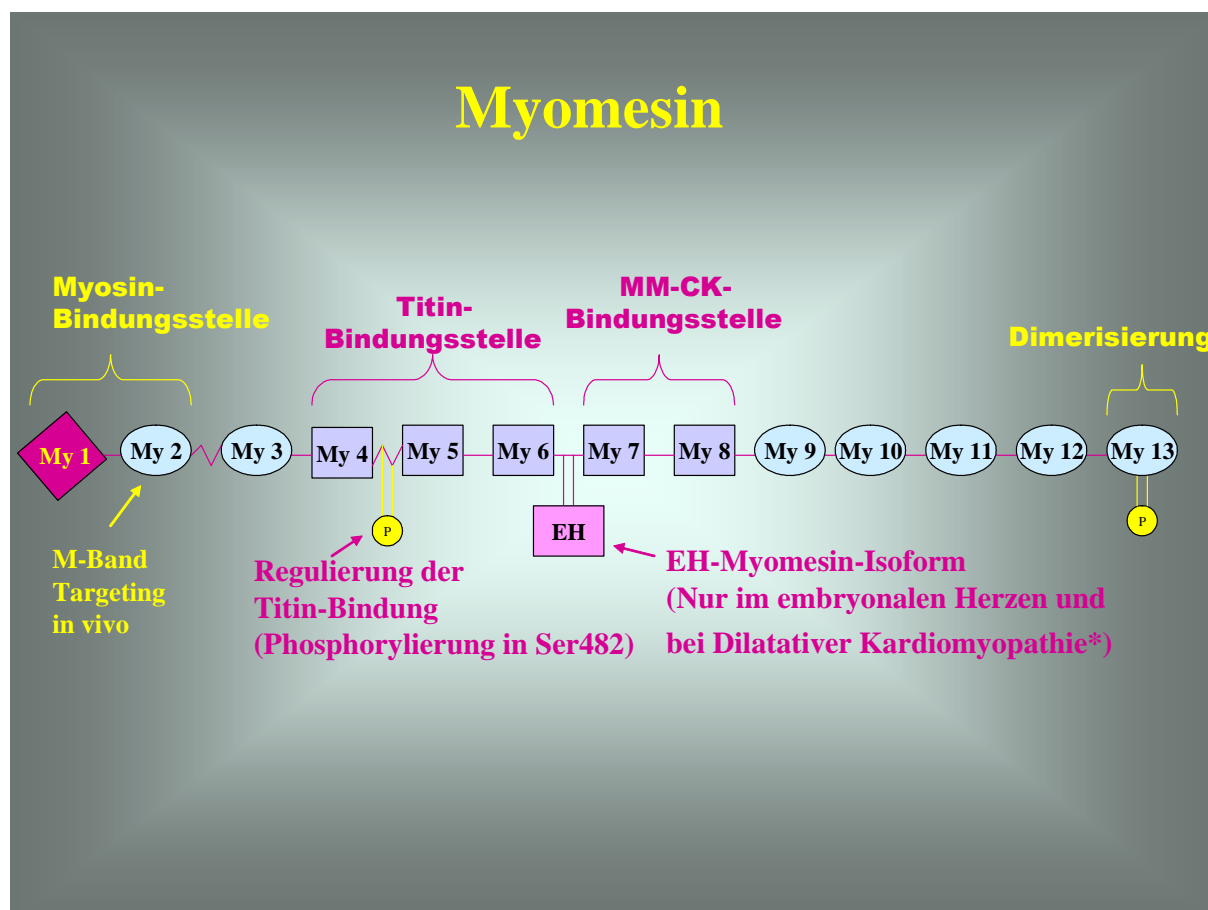 Myomesin
Myosin-
Bindungsstelle
Titin-
Bindungsstelle
MM-CK-
Bindungsstelle
Dimerisierung
My 1
My 2
My 3
My 4
My 5
My 6
My 7
My 8
My 9
My 10
My 11
My 12
My 13
P
EH
P
M-Band
Targeting
in vivo
Regulierung der
Titin-Bindung
(Phosphorylierung in Ser482)
EH-Myomesin-Isoform
(Nur im embryonalen Herzen und
bei Dilatativer Kardiomyopathie*)